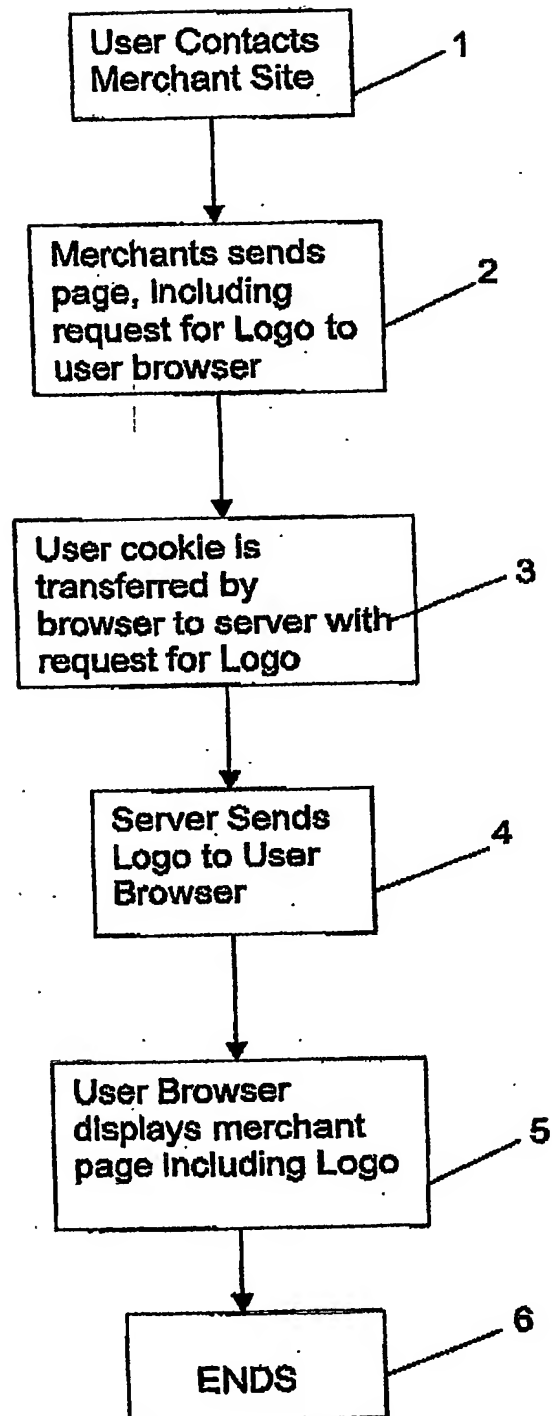 User Contacts
Merchant Site
1
Merchants sends
page, including
request for Logo to
user browser
2
User cookie is
transferred by
browser to server with
request for Logo
3
Server Sends
Logo to User
Browser
4
User Browser
displays merchant
page including Logo
5
ENDS
6